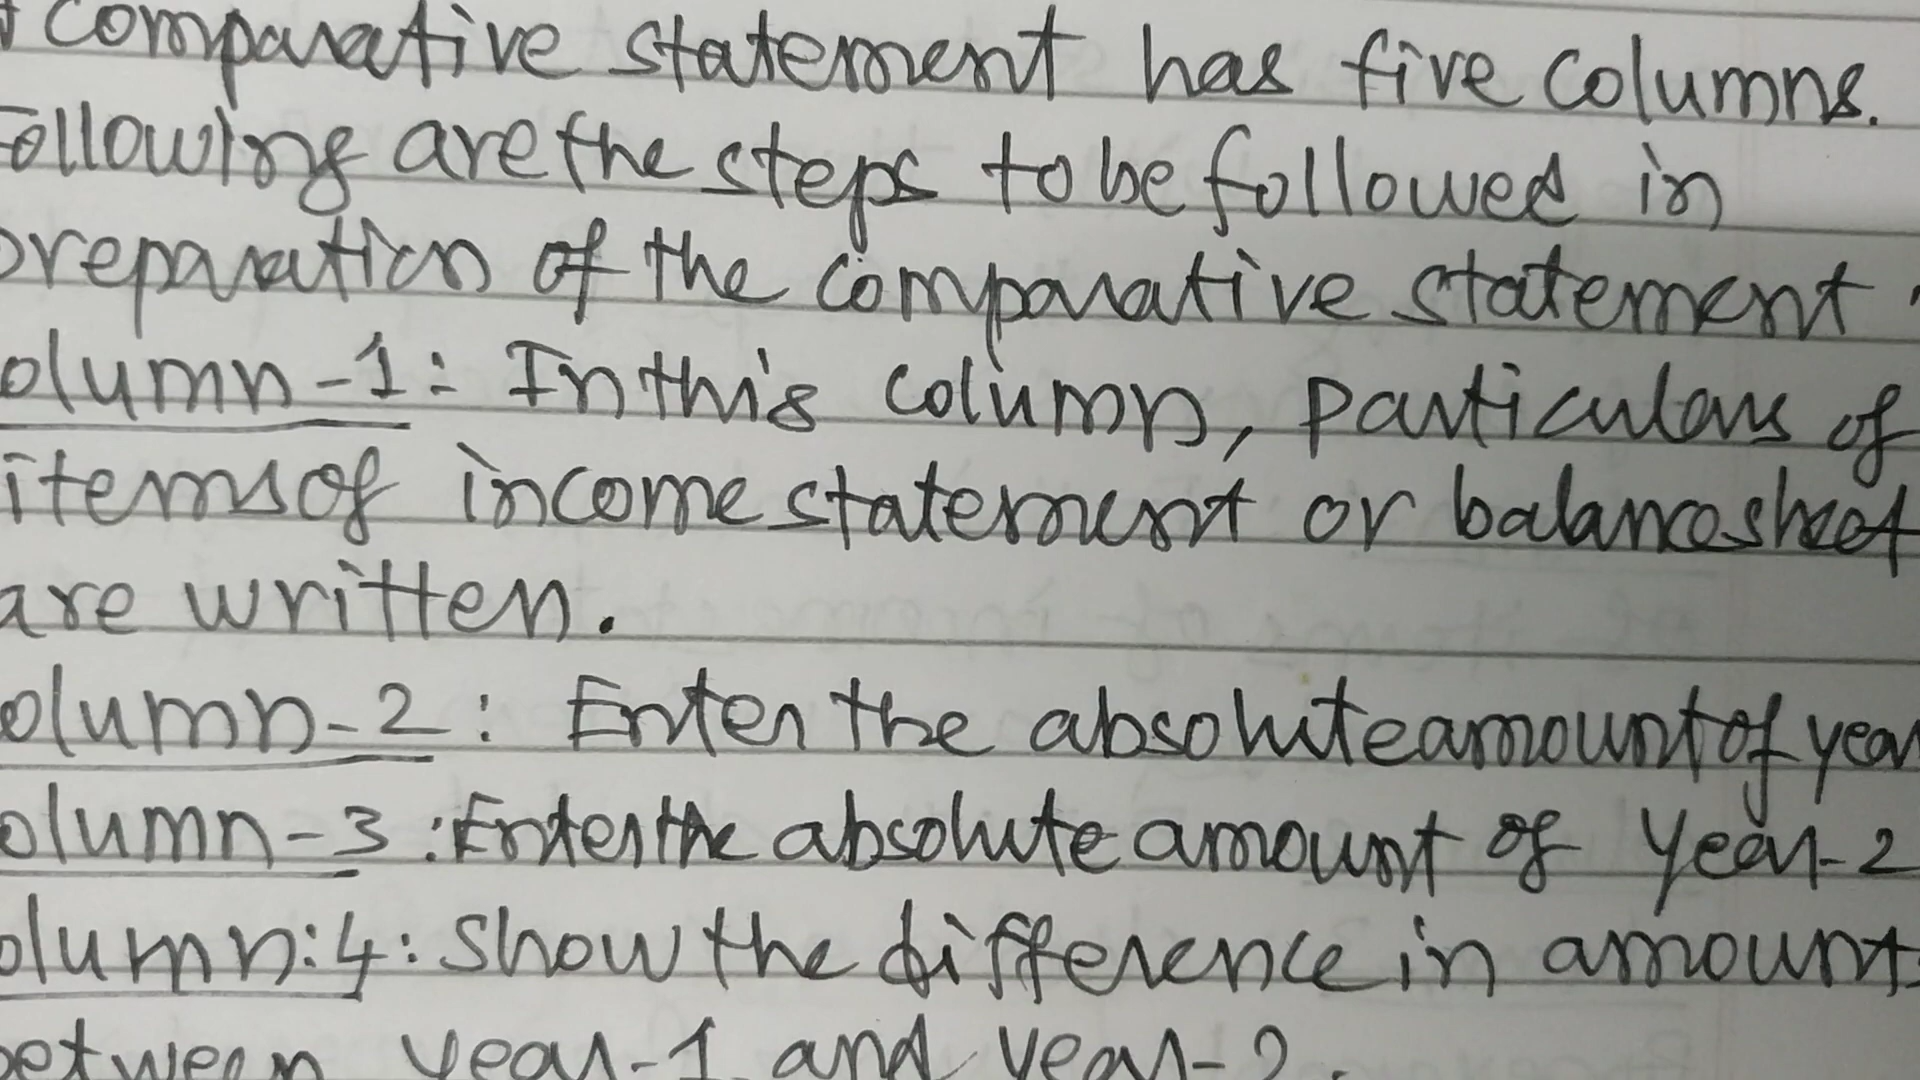 comparative statement has five columns.
Following are the steps to be followed in
preparation of the comparative statement.
olumn-1: In this column, particulars of
items of income statement or balancesheet
are written.
olumn-2: Enter the absolute amount of year
olumn-3: Enter the absolute amount of year-2
olumn:4: Show the difference in amounts
between year-1 and year-2.